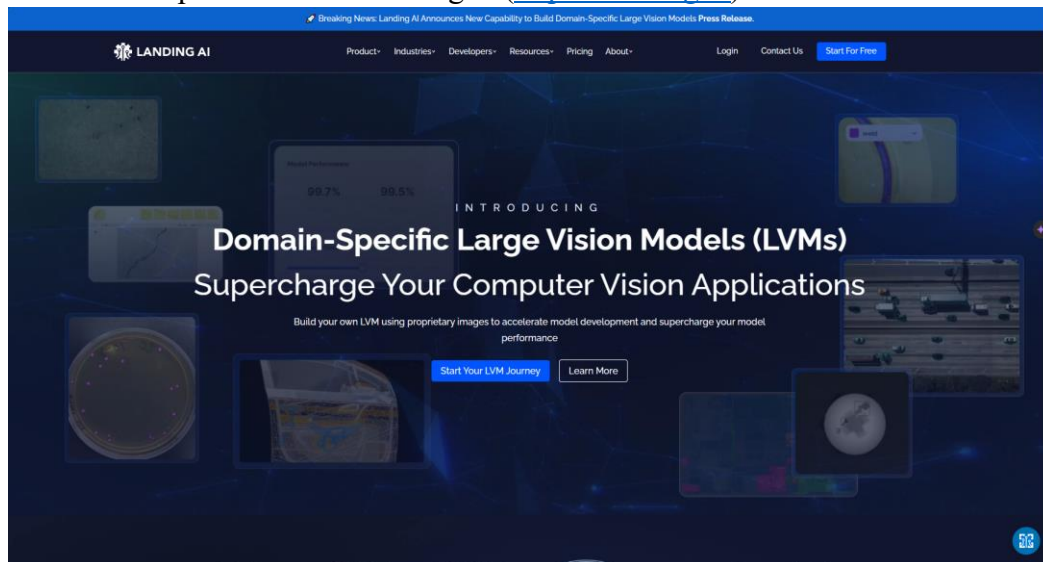 Breaking News: Landing AI Announces New Capability to Build Domain-Specific Large Vision Models Press Release.
LANDING AI
Product Industries Developers Resources Pricing About Login Contact Us Start For Free
Model Performance
99.7% 99.5%
INTRODUCING
Domain-Specific Large Vision Models (LVMs)
Supercharge Your Computer Vision Applications
Build your own LVM using proprietary images to accelerate model development and supercharge your model
performance
Start Your LVM Journey Learn More